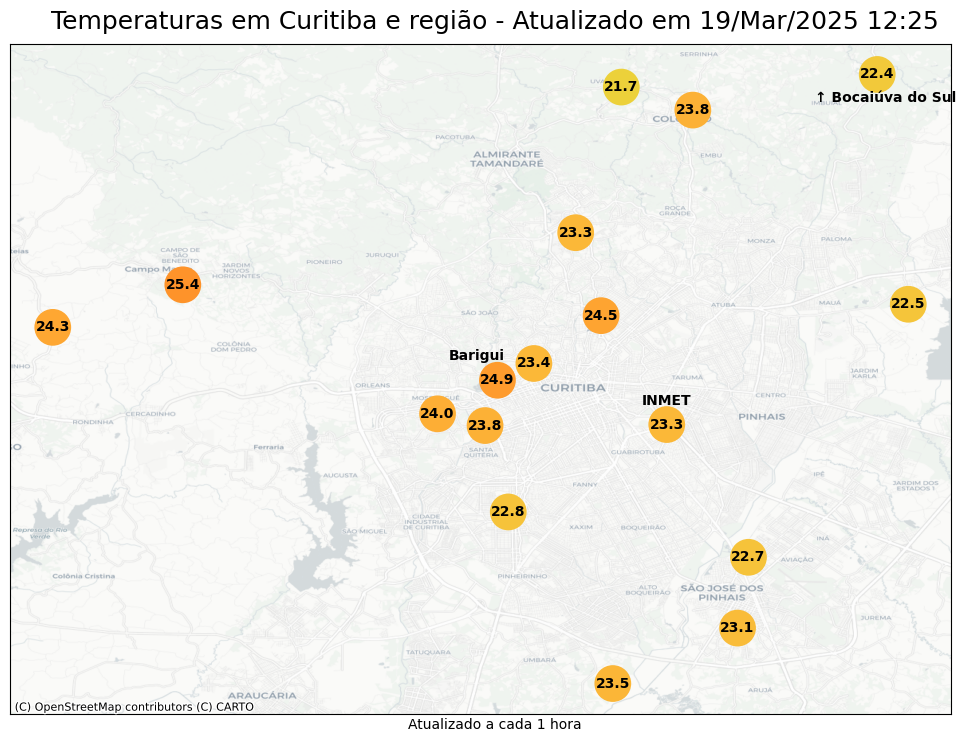 Temperaturas em Curitiba e região - Atualizado em 19/Mar/2025 12:25
SERRINHA
22.4
21.7
↑ Bocaiúva do Sul
23.8
PACOTUBA
ALMIRANTE
TAMANDARÉ
EMBU
ROÇA
GRANDE
23.3
MONZA
PALOMA
CAMPO DE
SÃO
BENEDITO
JURUQUI
PIONEIRO
JARDIM
NOVOS
HORIZONTES
25.4
ATUBA
MAUÁ
22.5
SÃO JOÃO
24.5
24.3
COLÔNIA
DOM PEDRO
Barigui
23.4
JARDIM
KARLA
24.9
TARUMÃ
ORLEANS
CURITIBA
CENTRO
INMET
CERCADINHO
24.0
PINHAIS
RONDINHA
23.8
23.3
Ferraria
SANTA
QUITÉRIA
GUABIROTUBA
AUGUSTA
IPÊ
FANNY
JARDIM DOS
ESTADOS I
22.8
CIDADE
INDUSTRIAL
DE CURITIBA
SÃO MIGUEL
XAXIM
BOQUEIRÃO
Represa do Rio
Verde
INÁ
22.7
AVIAÇÃO
Colônia Cristina
PINHEIRINHO
ALTO
BOQUEIRÃO
SÃO JOSÉ DOS
PINHAIS
JUREMA
23.1
TATUQUARA
UMBARÁ
23.5
ARUJÁ
ARAUCÁRIA
(C) OpenStreetMap contributors (C) CARTO
Atualizado a cada 1 hora